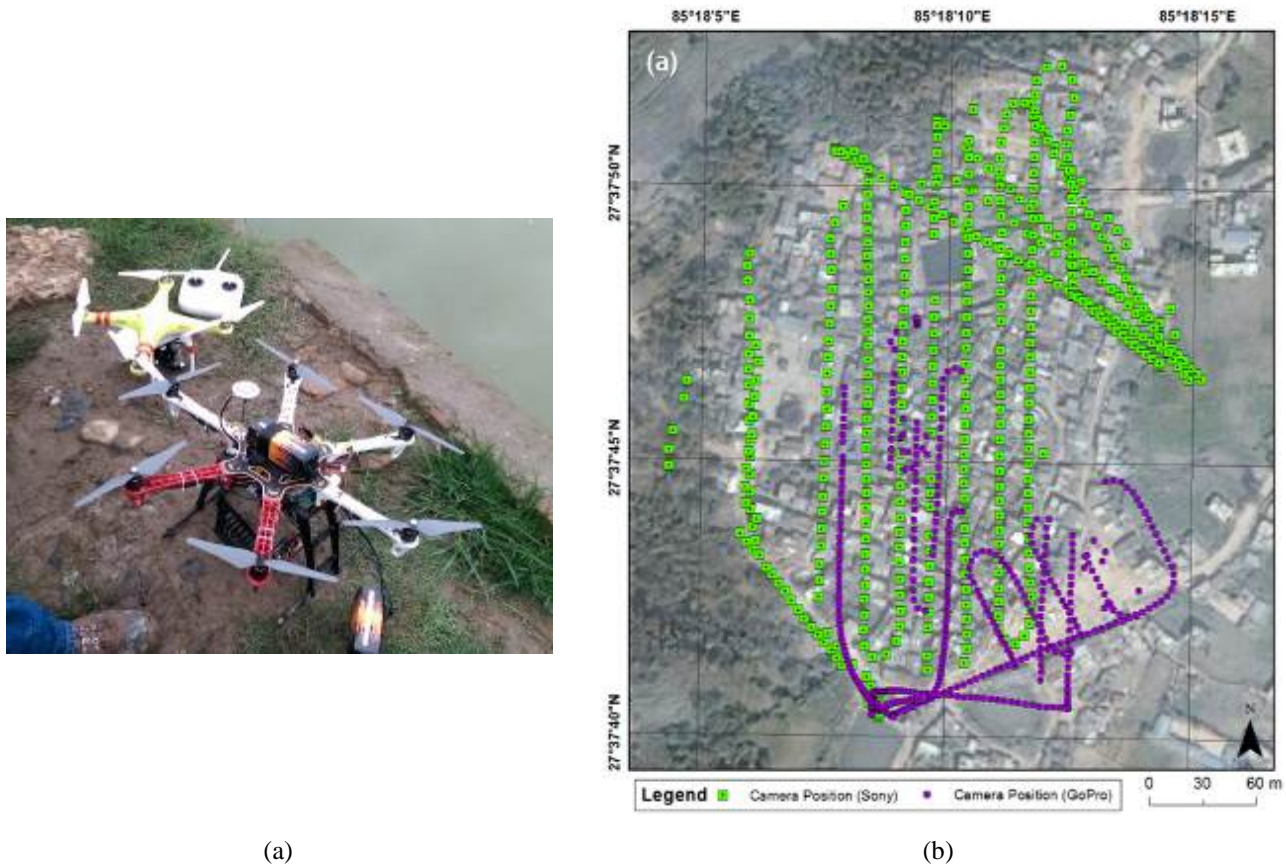 85°18'5"E 85°18'10"E 85°18'15"E
(a)
27°37'50"N
27°37'45"N
27°37'40"N
N
Legend Camera Position (Sony) Camera Position (GoPro)
0 30 60 m
(a) (b)